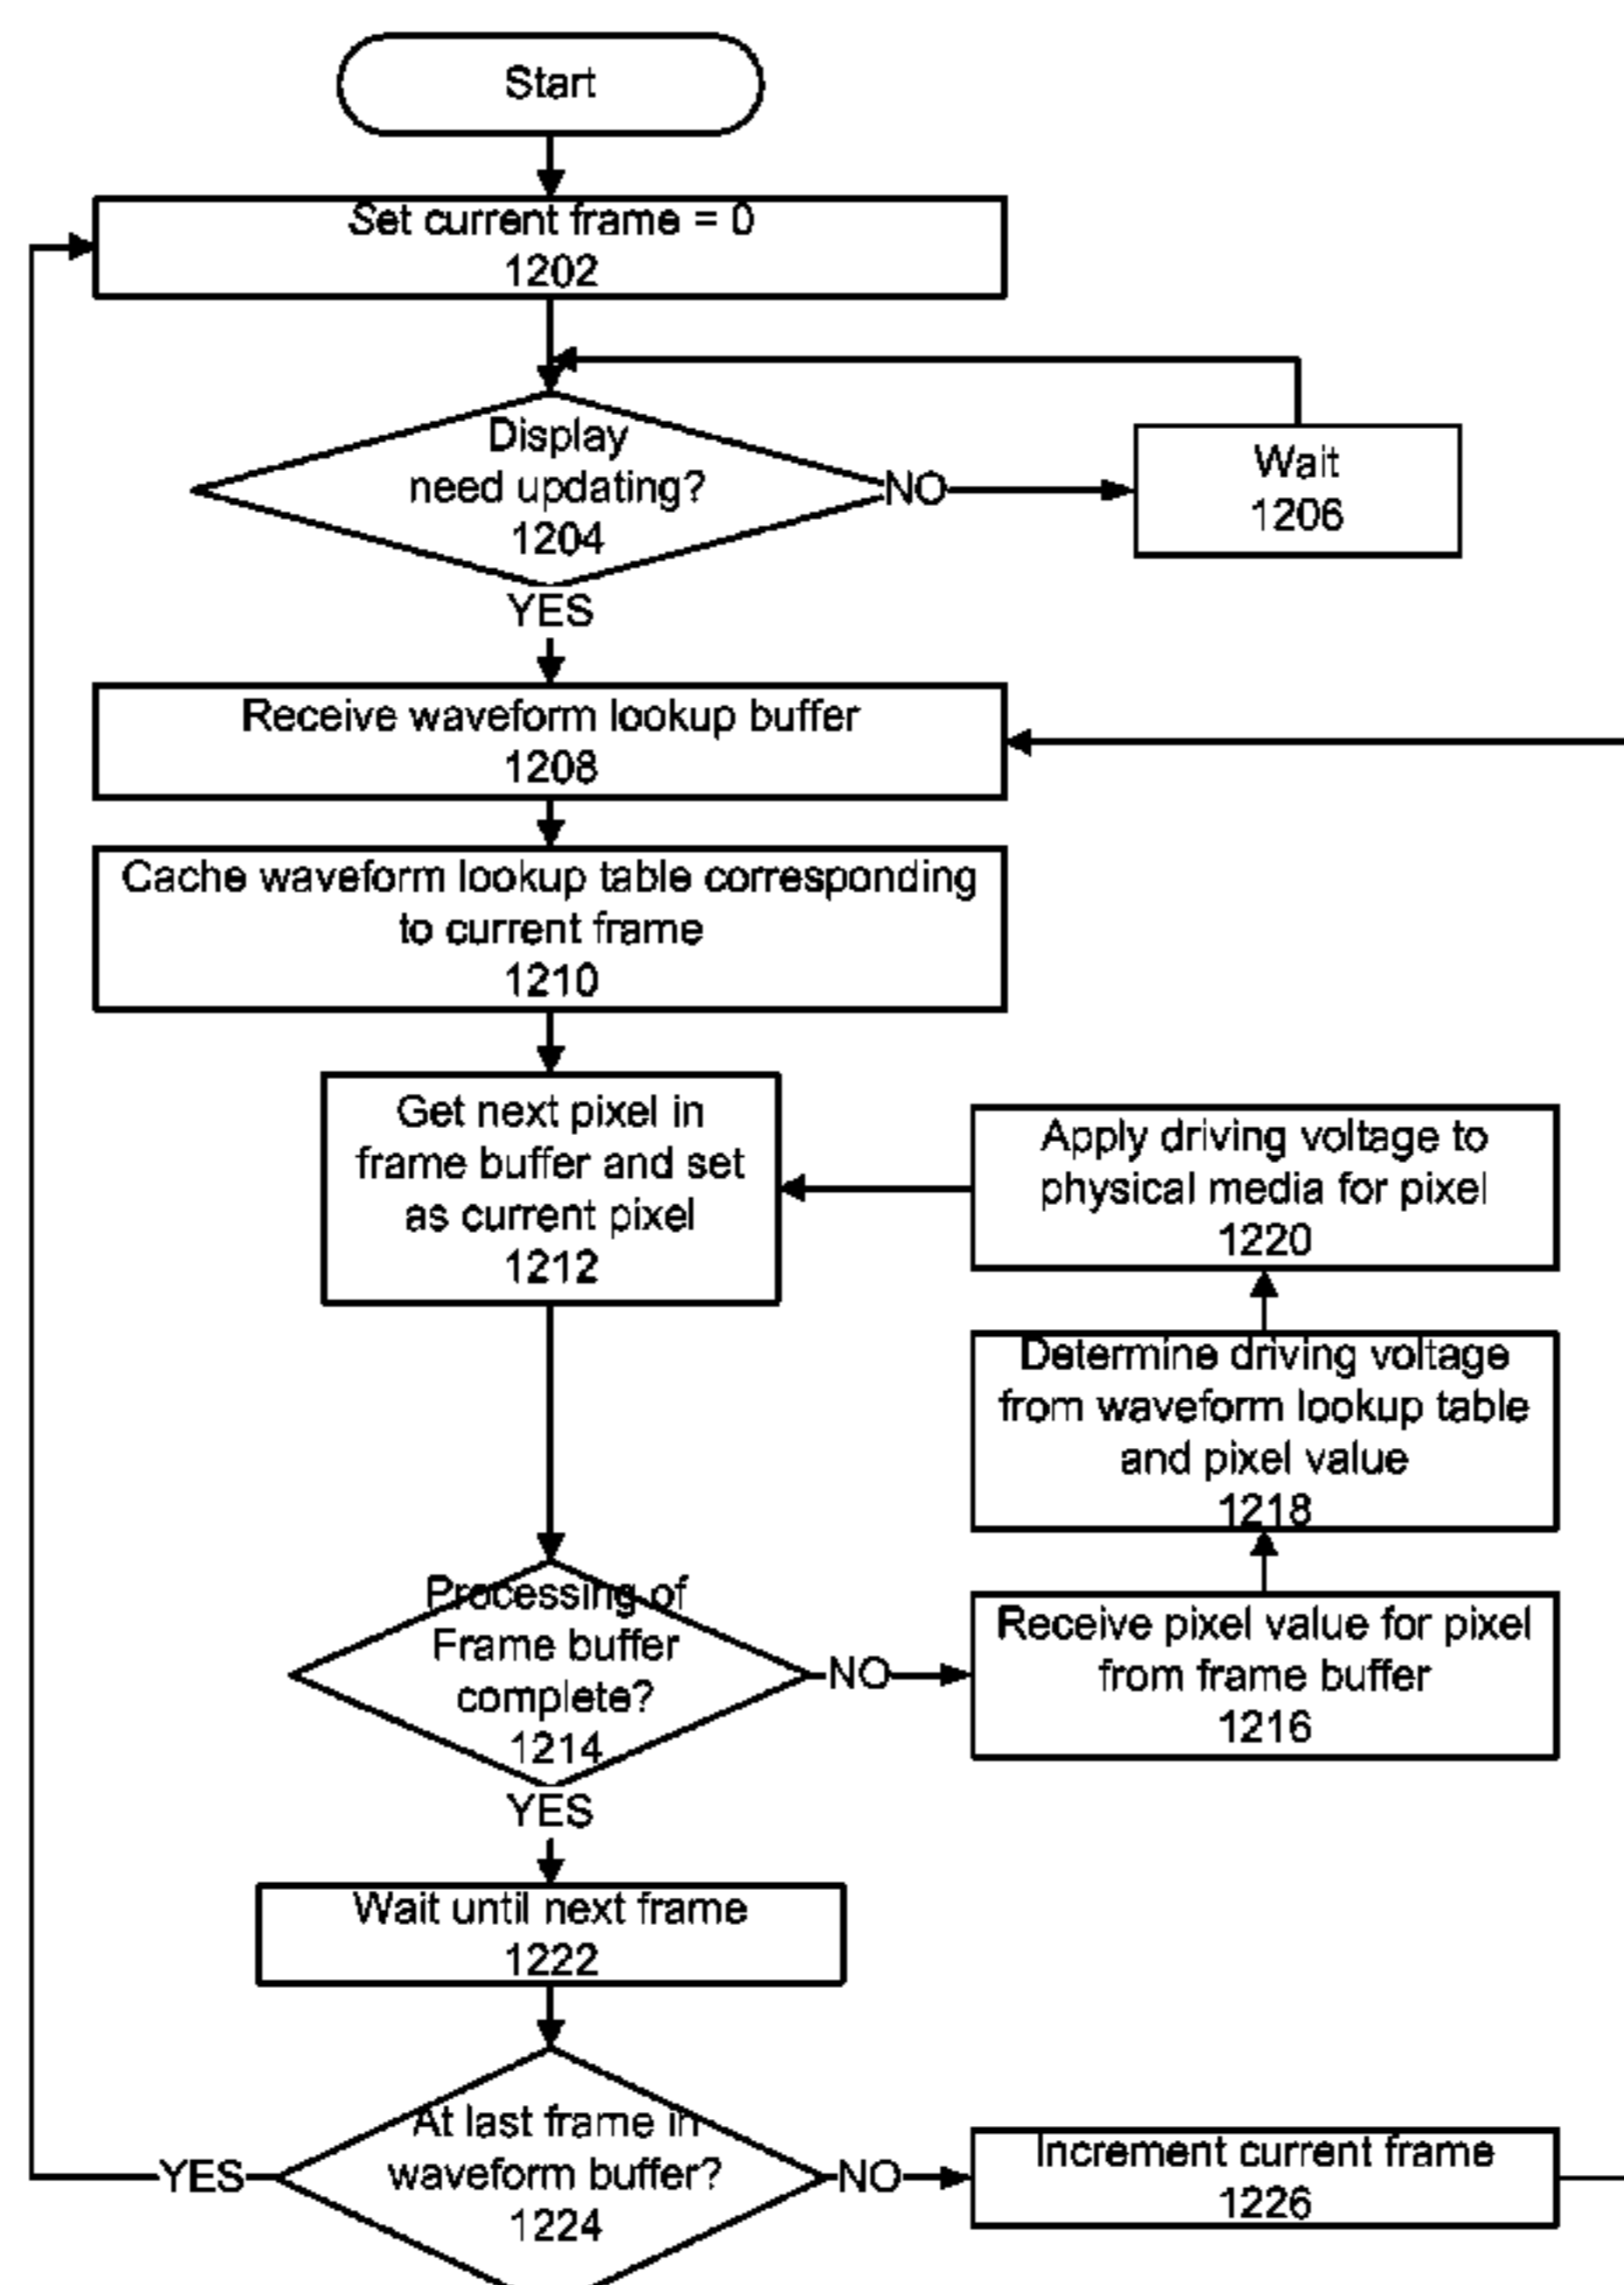 Start
Set current frame = 0
1202
Display
need updating?
1204
NO
Wait
1206
YES
Receive waveform lookup buffer
1208
Cache waveform lookup table corresponding
to current frame
1210
Get next pixel in
frame buffer and set
as current pixel
1212
Apply driving voltage to
physical media for pixel
1220
Determine driving voltage
from waveform lookup table
and pixel value
1218
Processing of
Frame buffer
complete?
1214
NO
Receive pixel value for pixel
from frame buffer
1216
YES
Wait until next frame
1222
At last frame in
waveform buffer?
1224
YES
NO
Increment current frame
1226